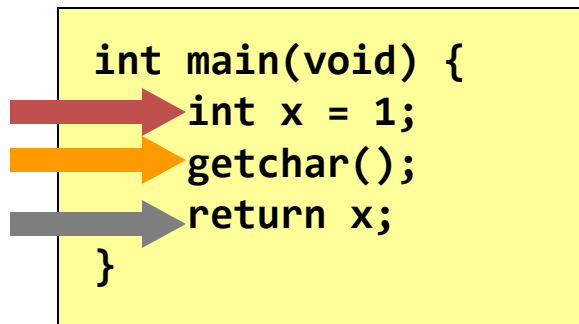 int main(void) {
    int x = 1;
    getchar();
    return x;
}